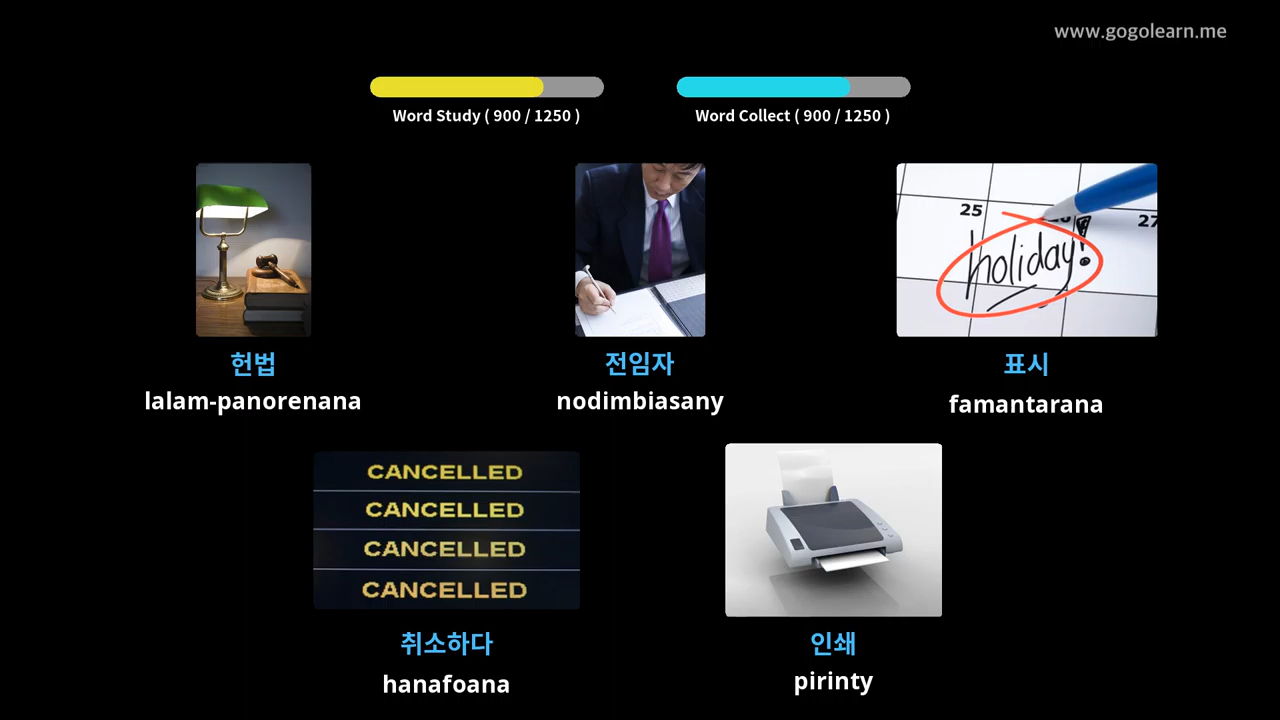 www.gogolearn.me
Word Study ( 900 / 1250 )
Word Collect ( 900 / 1250 )
25
27
holiday!
헌법
전임자
표시
lalam-panorenana
nodimbiasany
famantarana
CANCELLED
CANCELLED
CANCELLED
CANCELLED
취소하다
인쇄
hanafoana
pirinty